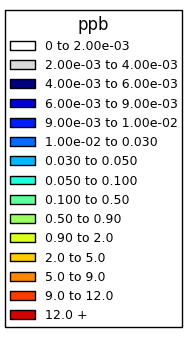 ppb
0 to 2.00e-03
2.00e-03 to 4.00e-03
4.00e-03 to 6.00e-03
6.00e-03 to 9.00e-03
9.00e-03 to 1.00e-02
1.00e-02 to 0.030
0.030 to 0.050
0.050 to 0.100
0.100 to 0.50
0.50 to 0.90
0.90 to 2.0
2.0 to 5.0
5.0 to 9.0
9.0 to 12.0
12.0 +